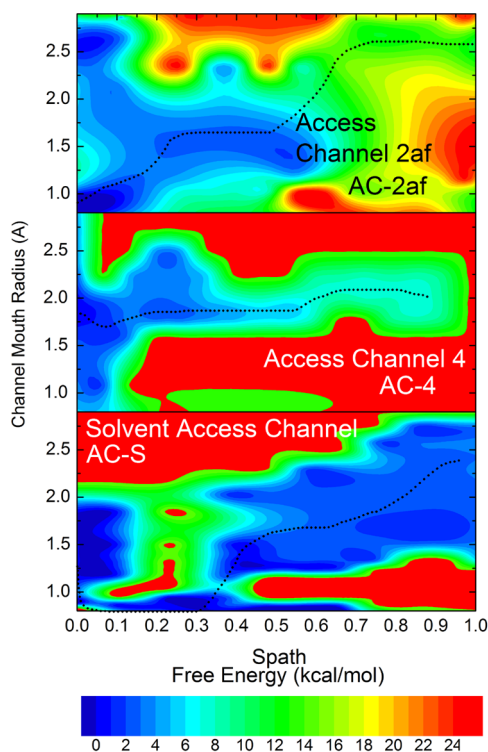 2.5
2.0
1.5
1.0
Access
Channel 2af
AC-2af
2.5
2.0
1.5
1.0
Access Channel 4
AC-4
Channel Mouth Radius (A)
Solvent Access Channel
AC-S
2.5
2.0
1.5
1.0
0.0 0.1 0.2 0.3 0.4 0.5 0.6 0.7 0.8 0.9 1.0
Spath
Free Energy (kcal/mol)
0 2 4 6 8 10 12 14 16 18 20 22 24